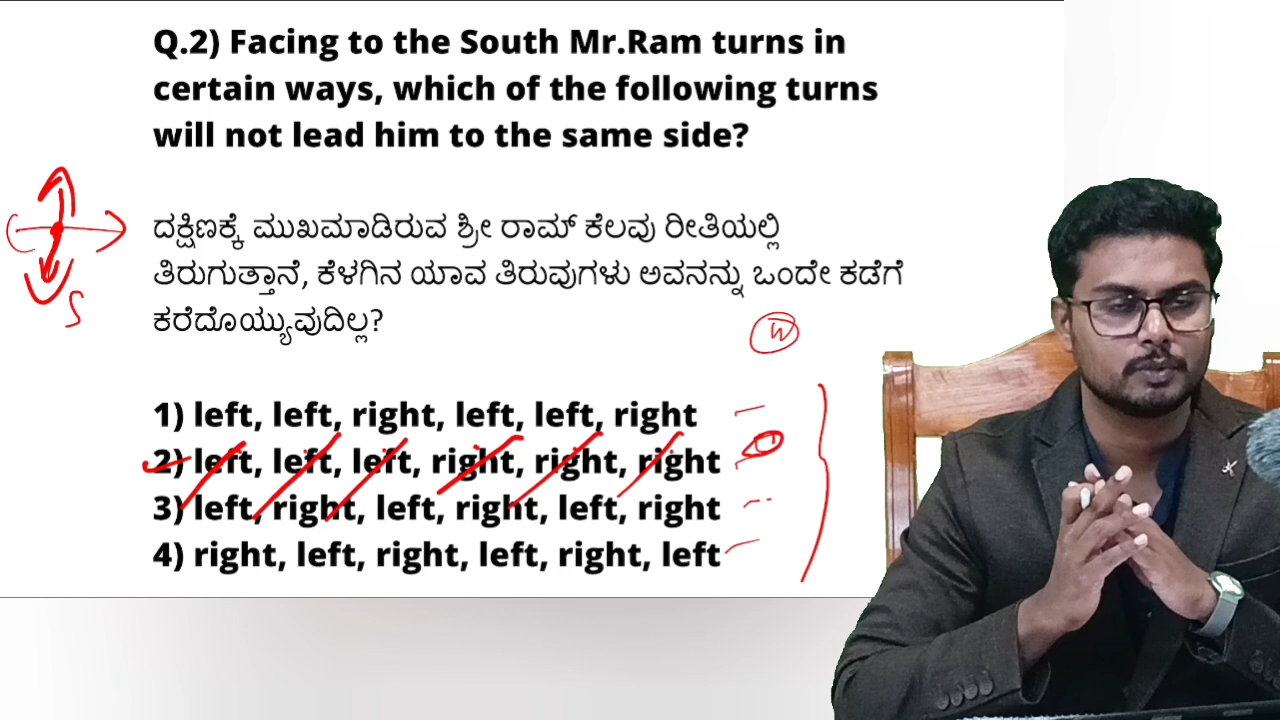 Q.2) Facing to the South Mr.Ram turns in
certain ways, which of the following turns
will not lead him to the same side?
ದಕ್ಷಿಣಕ್ಕೆ ಮುಖಮಾಡಿರುವ ಶ್ರೀ ರಾಮ್ ಕೆಲವು ರೀತಿಯಲ್ಲಿ
ತಿರುಗುತ್ತಾನೆ, ಕೆಳಗಿನ ಯಾವ ತಿರುವುಗಳು ಅವನನ್ನು ಒಂದೇ ಕಡೆಗೆ
S
ಕರೆದೊಯ್ಯುವುದಿಲ್ಲ?
W
1) left, left, right, left, left, right
2) left, left, left, right, right, right
3) left, right, left, right, left, right
4) right, left, right, left, right, left